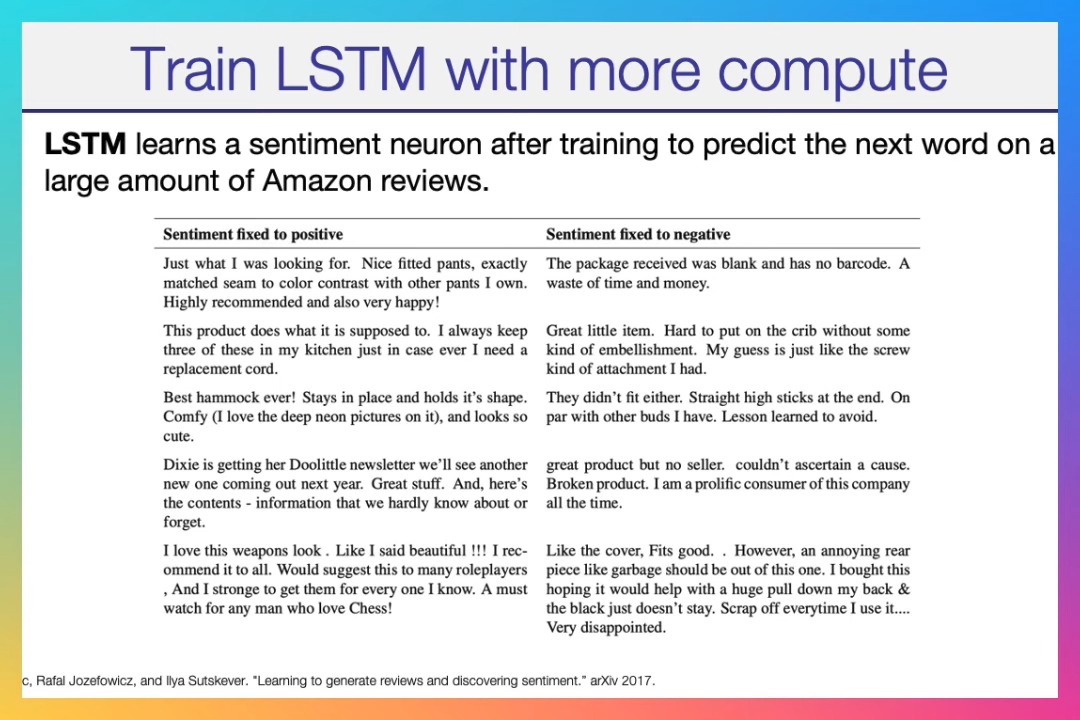 Train LSTM with more compute
LSTM learns a sentiment neuron after training to predict the next word on a
large amount of Amazon reviews.
Sentiment fixed to positive
Just what I was looking for. Nice fitted pants, exactly
matched seam to color contrast with other pants I own.
Highly recommended and also very happy!
This product does what it is supposed to. I always keep
three of these in my kitchen just in case ever I need a
replacement cord.
Best hammock ever! Stays in place and holds it's shape.
Comfy (I love the deep neon pictures on it), and looks so
cute.
Dixie is getting her Doolittle newsletter we'll see another
new one coming out next year. Great stuff. And, here's
the contents - information that we hardly know about or
forget.
I love this weapons look . Like I said beautiful !!! I rec-
ommend it to all. Would suggest this to many roleplayers
, And I stronge to get them for every one I know. A must
watch for any man who love Chess!
Sentiment fixed to negative
The package received was blank and has no barcode. A
waste of time and money.
Great little item. Hard to put on the crib without some
kind of embellishment. My guess is just like the screw
kind of attachment I had.
They didn't fit either. Straight high sticks at the end. On
par with other buds I have. Lesson learned to avoid.
great product but no seller. couldn't ascertain a cause.
Broken product. I am a prolific consumer of this company
all the time.
Like the cover, Fits good. . However, an annoying rear
piece like garbage should be out of this one. I bought this
hoping it would help with a huge pull down my back &
the black just doesn't stay. Scrap off everytime I use it....
Very disappointed.
c, Rafal Jozefowicz, and Ilya Sutskever. "Learning to generate reviews and discovering sentiment." arXiv 2017.